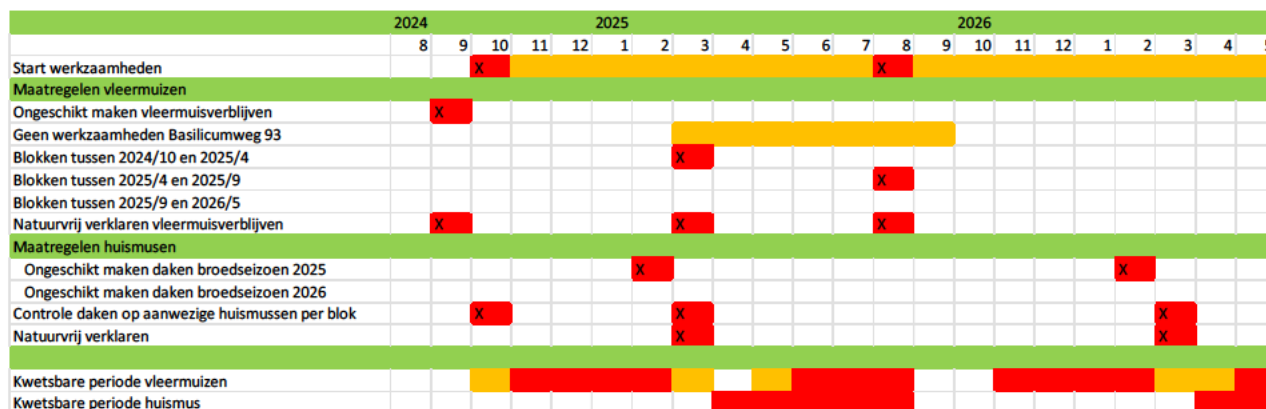 2024 2025 2026
8 9 10 11 12 1 2 3 4 5 6 7 8 9 10 11 12 1 2 3 4
Start werkzaamheden X X
Maatregelen vleermuizen
Ongeschikt maken vleermuisverblijven X
Geen werkzaamheden Basilicumweg 93
Blokken tussen 2024/10 en 2025/4 X
Blokken tussen 2025/4 en 2025/9 X
Blokken tussen 2025/9 en 2026/5
Natuurvrij verklaren vleermuisverblijven X X X
Maatregelen huismusen
Ongeschikt maken daken broedseizoen 2025 X X
Ongeschikt maken daken broedseizoen 2026
Controle daken op aanwezige huismussen per blok X X X
Natuurvrij verklaren X X
Kwetsbare periode vleermuizen
Kwetsbare periode huismus